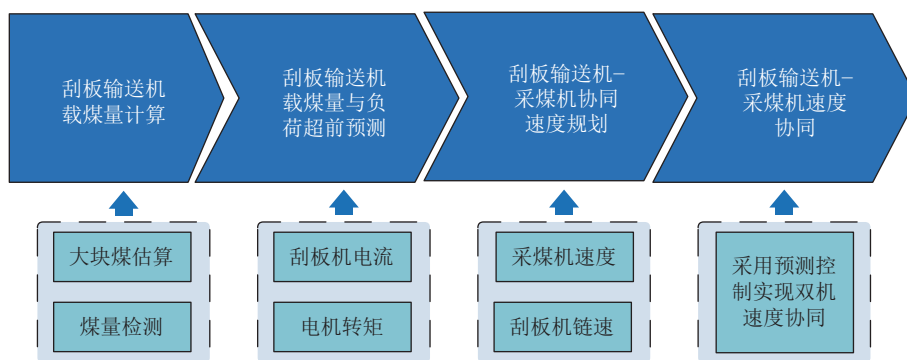 刮板输送机
载煤量计算
刮板输送机
载煤量与负
荷超前预测
刮板输送机–
采煤机协同
速度规划
刮板输送机–
采煤机速度
协同
大块煤估算
煤量检测
刮板机电流
电机转矩
采煤机速度
刮板机链速
采用预测控
制实现双机
速度协同